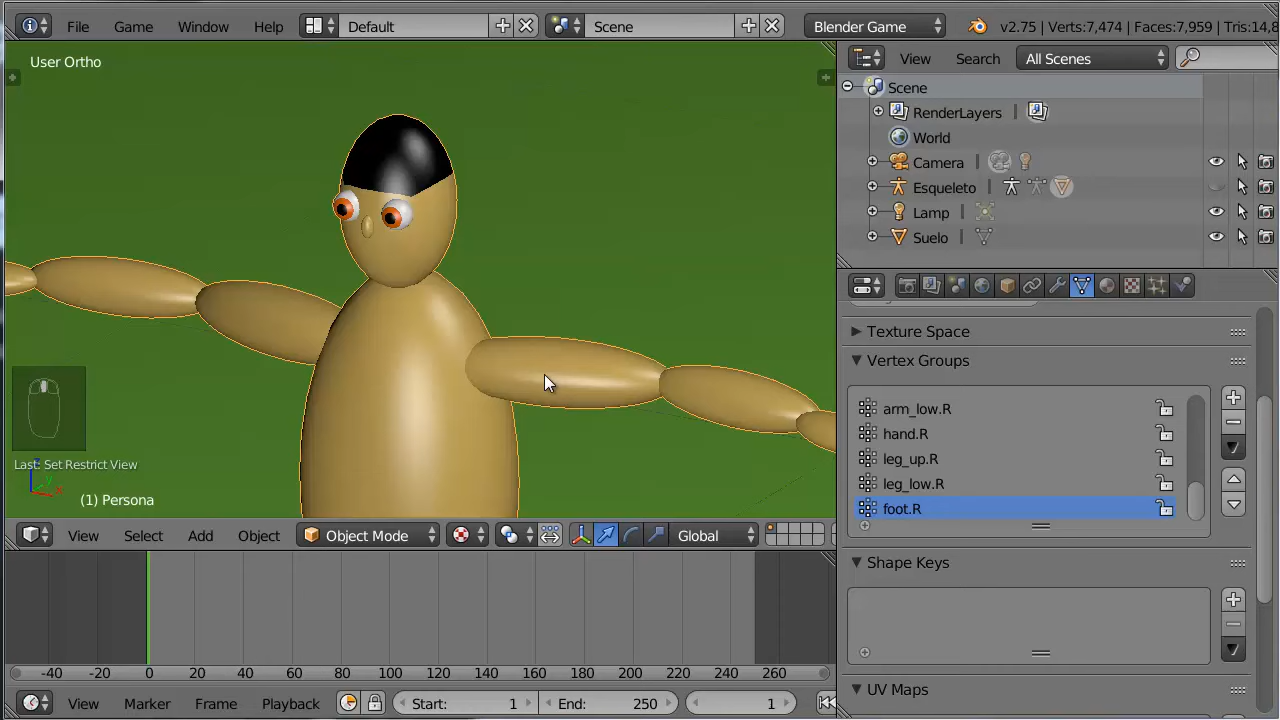 File Game Window Help Default Scene Blender Game v2.75 | Verts:7,474 | Faces:7,959 | Tris:14,8
User Ortho
View Search All Scenes
Scene
RenderLayers |
World
Camera |
Esqueleto |
Lamp |
Suelo |
Texture Space
Vertex Groups
arm_low.R
hand.R
leg_up.R
leg_low.R
foot.R
Shape Keys
UV Maps
Last: Set Restrict View
(1) Persona
View Select Add Object Object Mode Global
-40 -20 0 20 40 60 80 100 120 140 160 180 200 220 240 260
View Marker Frame Playback Start: 1 End: 250 1